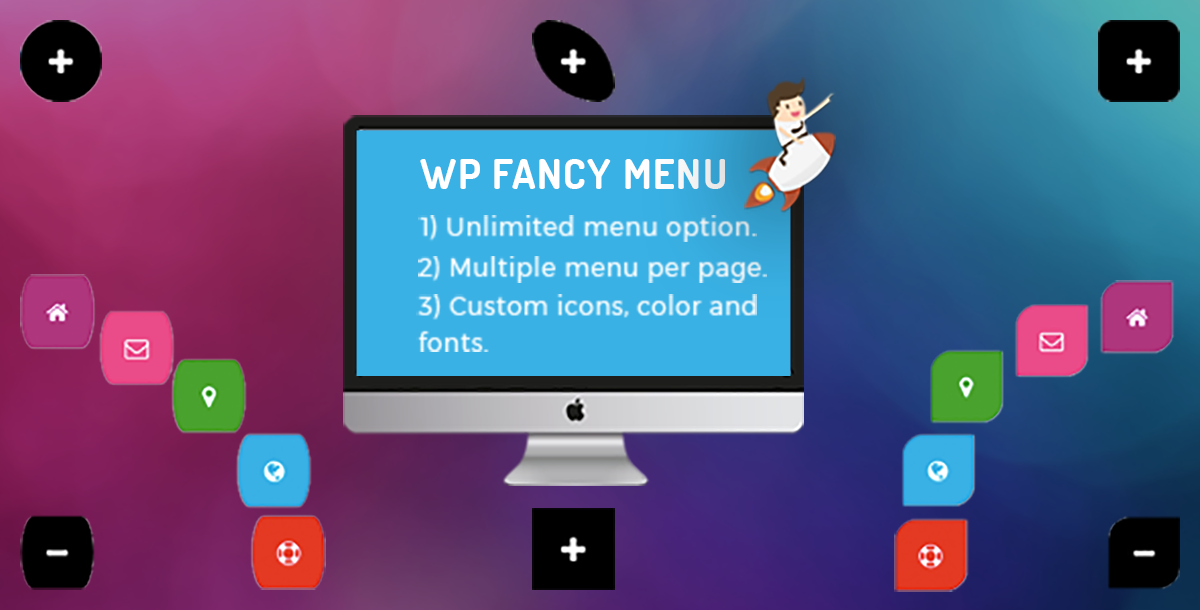 WP FANCY MENU
1) Unlimited menu option.
2) Multiple menu per page.
3) Custom icons, color and
fonts.